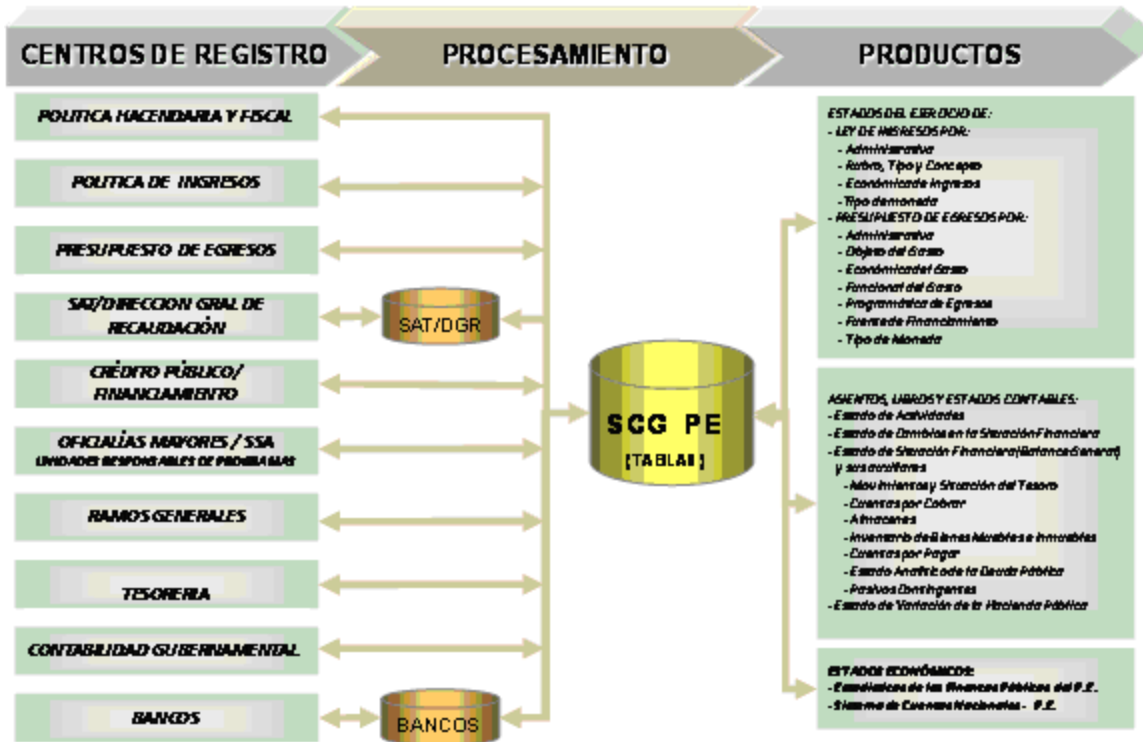 CENTROS DE REGISTRO
PROCESAMIENTO
PRODUCTOS
POLITICA HACENDARIA Y FISCAL
POLITICA DE INGRESOS
PRESUPUESTO DE EGRESOS
SAT/DIRECCION GRAL DE
RECAUDACIÓN
CRÉDITO PÚBLICO/
FINANCIAMIENTO
OFICIALÍAS MAYORES / SSA
UNIDADES RESPONSABLES DE PROGRAMAS
RAMOS GENERALES
TESORERIA
CONTABILIDAD GUBERNAMENTAL
BANCOS
SAT/DGR
BANCOS
SCG PE
(TABLAS)
ESTADOS DEL EJERCICIO DE:
- LEY DE INGRESOS POR:
- Administrativa
- Rubro, Tipo y Concepto
- Económica de Ingresos
- Tipo de moneda
- PRESUPUESTO DE EGRESOS POR:
- Administrativa
- Objeto del Gasto
- Económica del Gasto
- Funcional del Gasto
- Programática de Egresos
- Fuente de Financiamiento
- Tipo de Moneda
ASIENTOS, LIBROS Y ESTADOS CONTABLES:
- Estado de Actividades
- Estado de Cambios en la Situación Financiera
- Estado de Situación Financiera (Balance General)
y sus auxiliares
- Movimientos y Situación del Tesoro
- Cuentas por Cobrar
- Almacenes
- Inventario de Bienes Muebles e Inmuebles
- Cuentas por Pagar
- Estado Analítico de la Deuda Pública
- Pasivos Contingentes
- Estado de Variación de la Hacienda Pública
ESTADOS ECONÓMICOS:
- Estadísticas de las Finanzas Públicas del P.E.
- Sistema de Cuentas Nacionales - P.E.